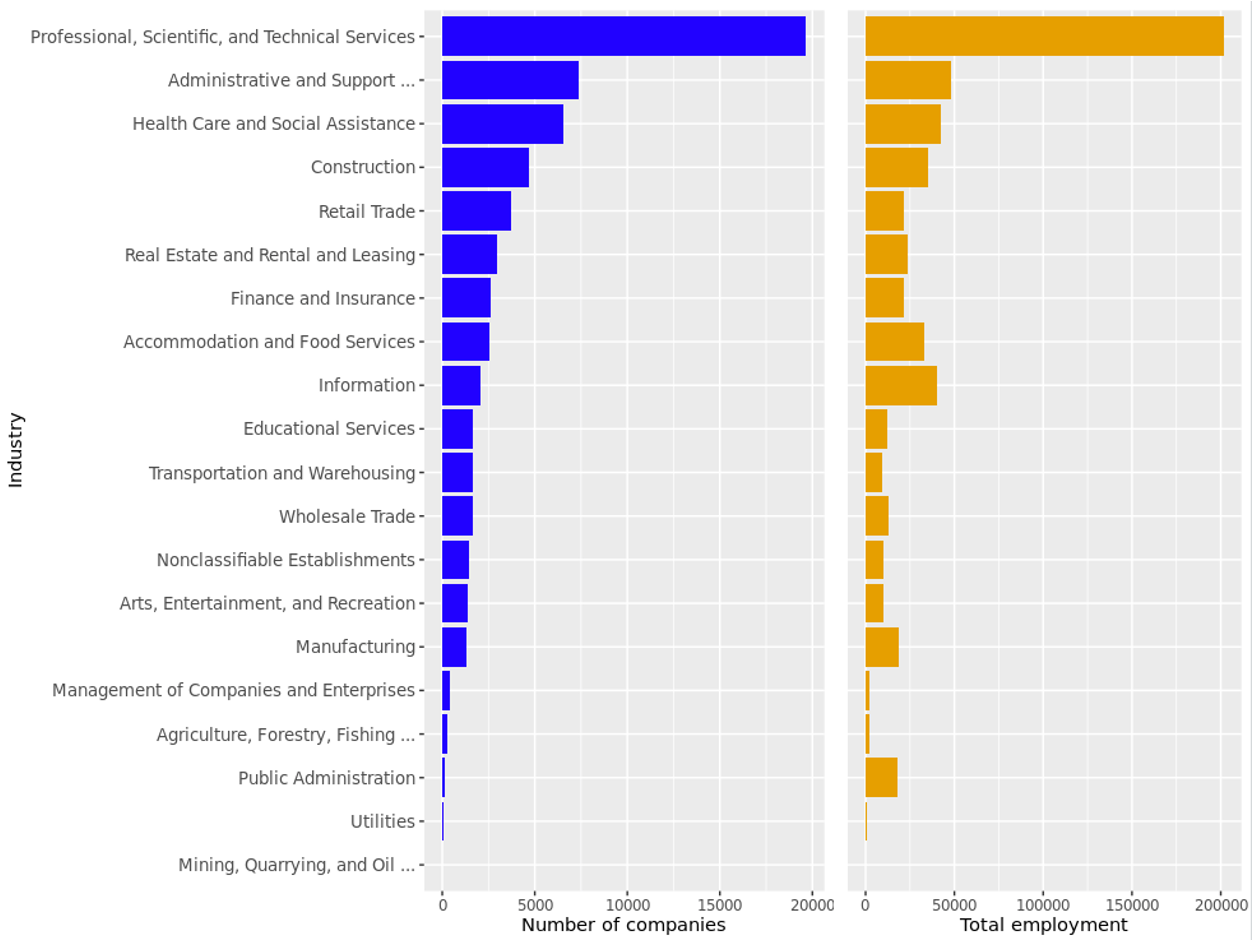 Professional, Scientific, and Technical Services
Administrative and Support ...
Health Care and Social Assistance
Construction
Retail Trade
Real Estate and Rental and Leasing
Finance and Insurance
Accommodation and Food Services
Information
Educational Services
Transportation and Warehousing
Wholesale Trade
Nonclassifiable Establishments
Arts, Entertainment, and Recreation
Manufacturing
Management of Companies and Enterprises
Agriculture, Forestry, Fishing ...
Public Administration
Utilities
Mining, Quarrying, and Oil ...
Industry
0 5000 10000 15000 20000
Number of companies
0 50000 100000 150000 200000
Total employment